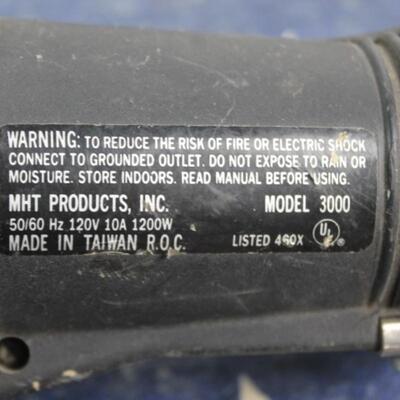 WARNING: TO REDUCE THE RISK OF FIRE OR ELECTRIC SHOCK
CONNECT TO GROUNDED OUTLET. DO NOT EXPOSE TO RAIN OR
MOISTURE. STORE INDOORS. READ MANUAL BEFORE USING.
MHT PRODUCTS, INC. MODEL 3000
50/60 Hz 120V 10A 1200W
MADE IN TAIWAN R.O.C. LISTED 460X UL ®